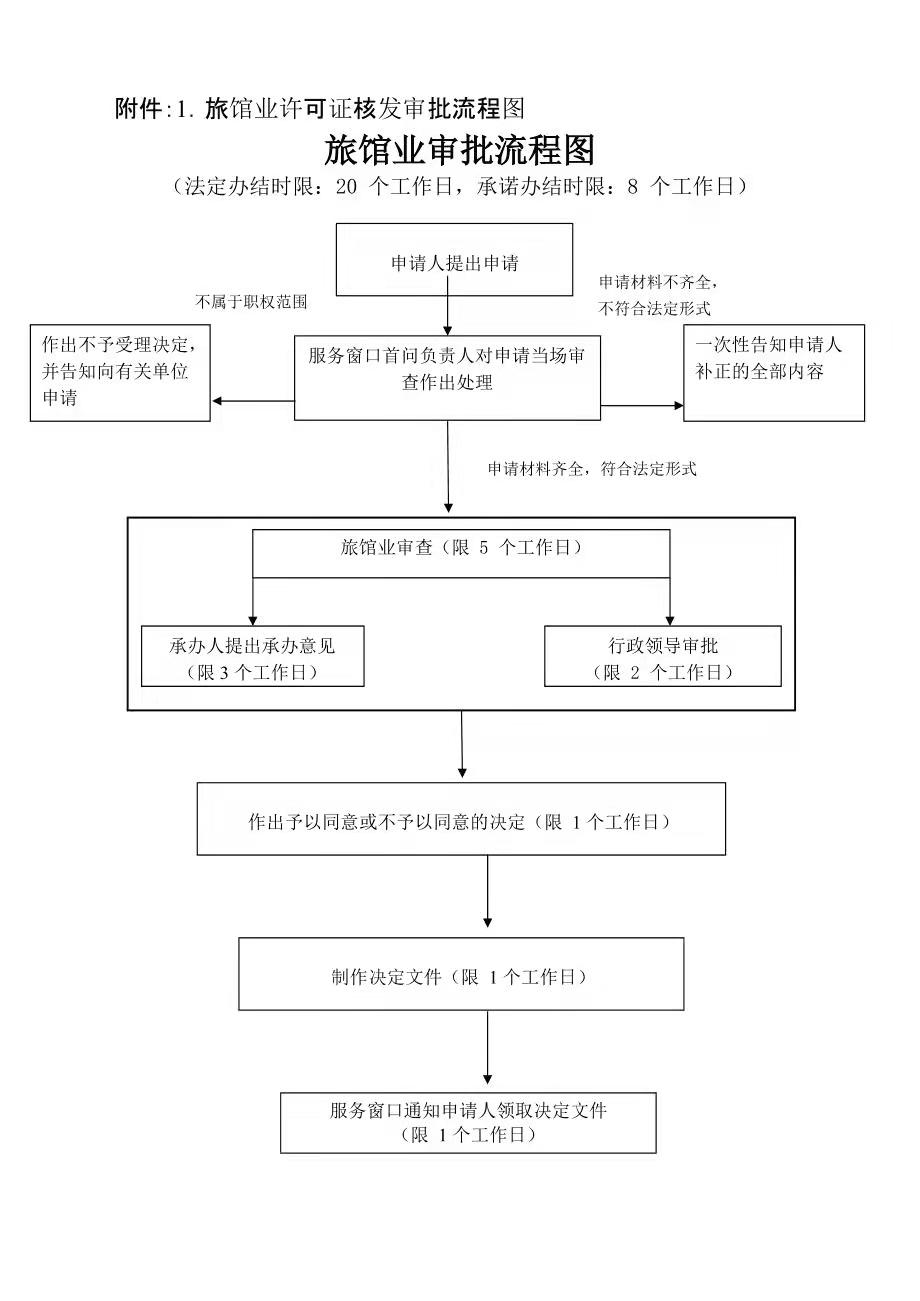 附件:1. 旅馆业许可证核发审批流程图
旅馆业审批流程图
（法定办结时限：20 个工作日，承诺办结时限：8 个工作日）
申请人提出申请
不属于职权范围
申请材料不齐全，
不符合法定形式
作出不予受理决定，
并告知向有关单位
申请
服务窗口首问负责人对申请当场审
查作出处理
一次性告知申请人
补正的全部内容
申请材料齐全，符合法定形式
旅馆业审查（限 5 个工作日）
承办人提出承办意见
（限3个工作日）
行政领导审批
（限 2 个工作日）
作出予以同意或不予以同意的决定（限 1个工作日）
制作决定文件（限 1个工作日）
服务窗口通知申请人领取决定文件
（限 1个工作日）